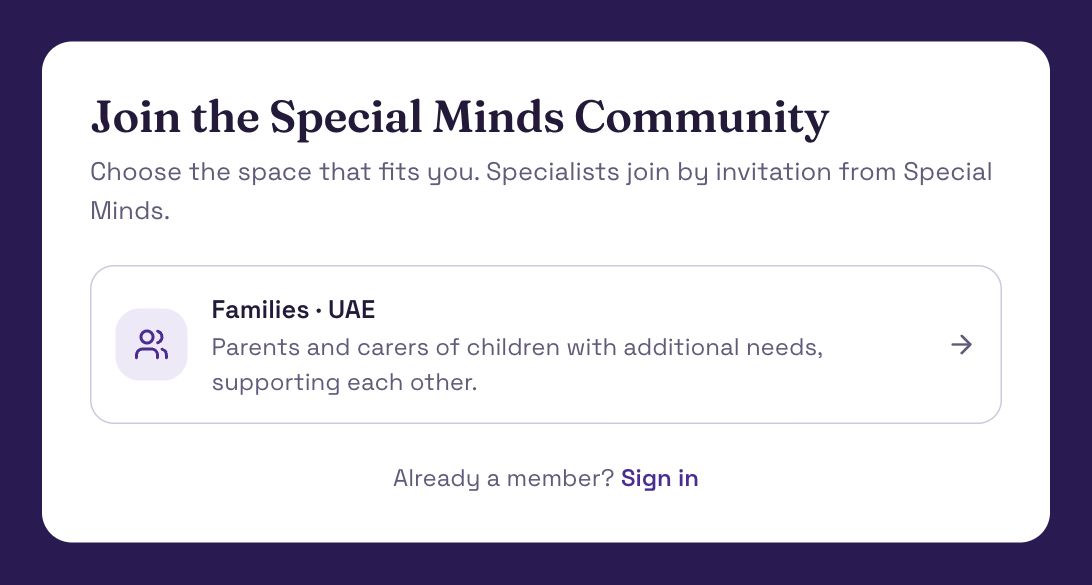 Join the Special Minds Community
Choose the space that fits you. Specialists join by invitation from Special
Minds.
Families · UAE
Parents and carers of children with additional needs,
supporting each other.
Already a member? Sign in